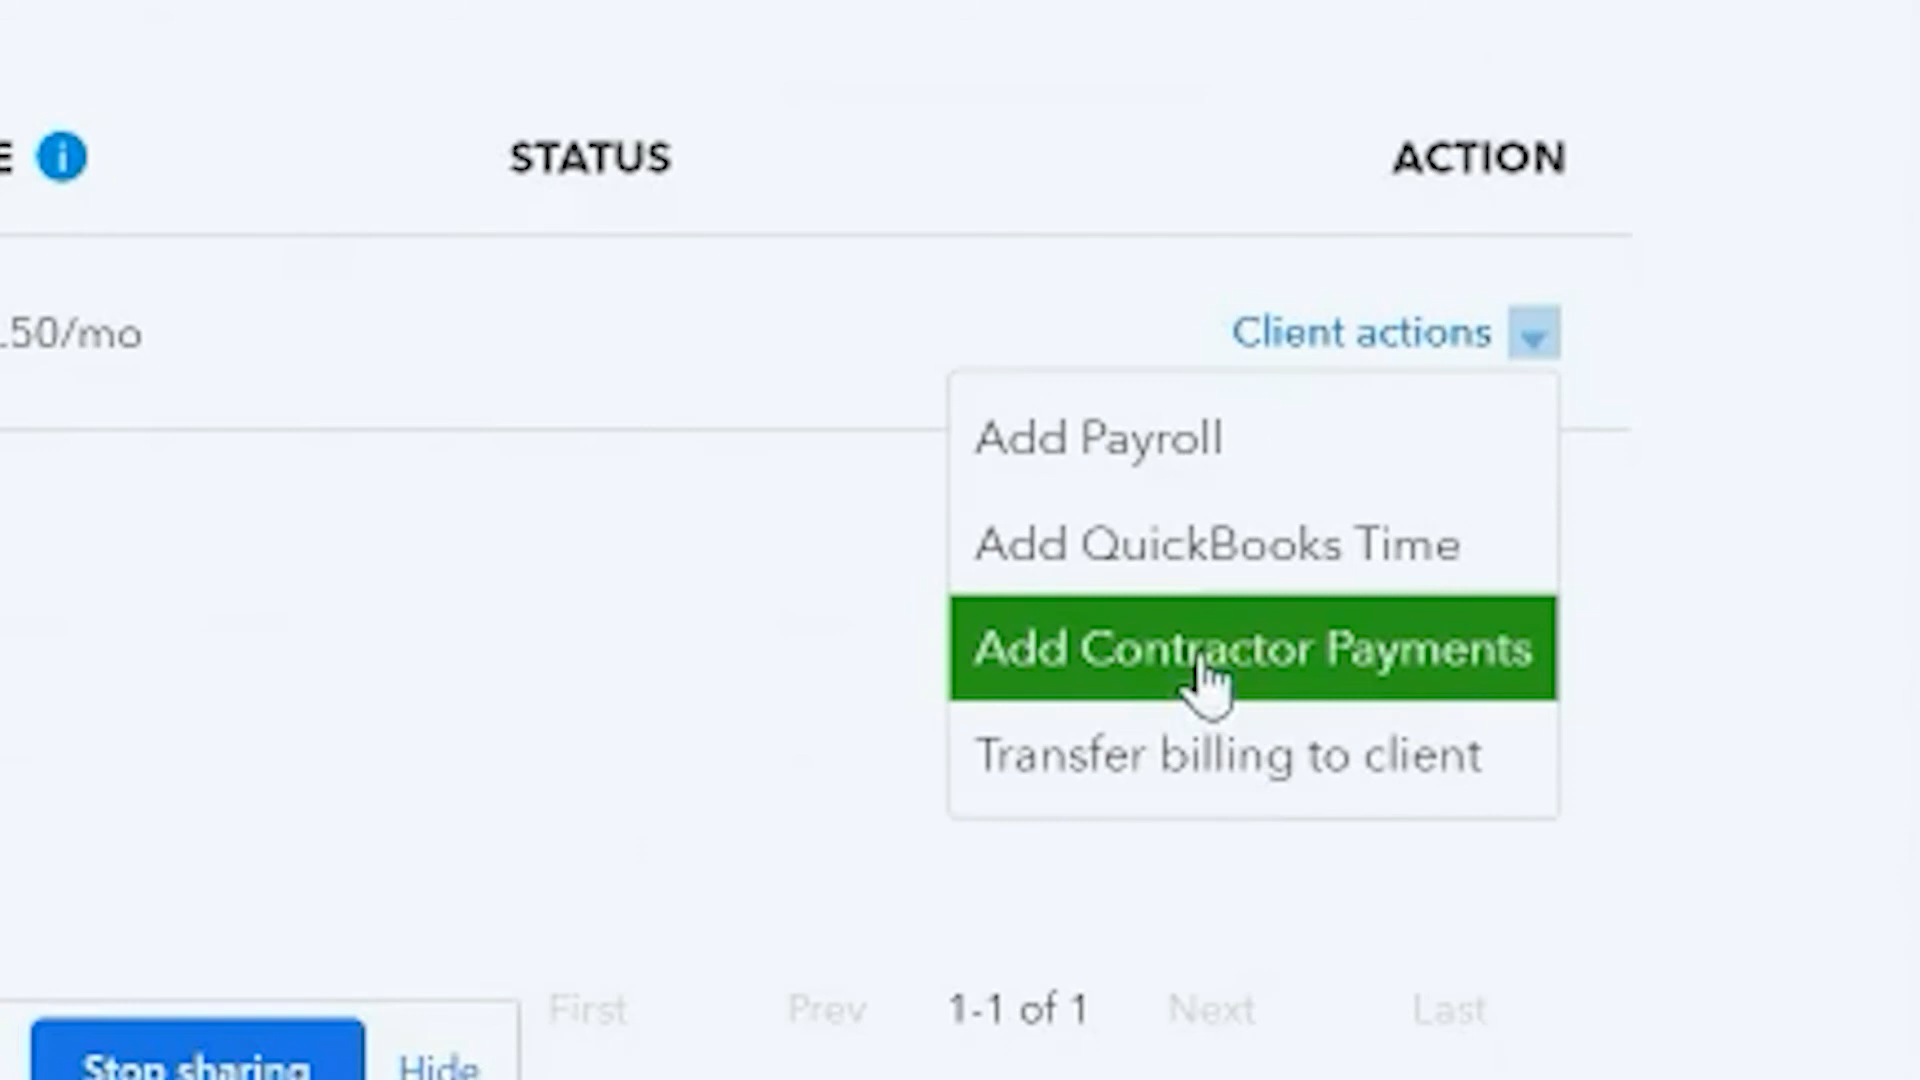 STATUS
ACTION
.50/mo
Client actions
Add Payroll
Add QuickBooks Time
Add Contractor Payments
Transfer billing to client
First Prev 1-1 of 1 Next Last
Stop sharing Hide